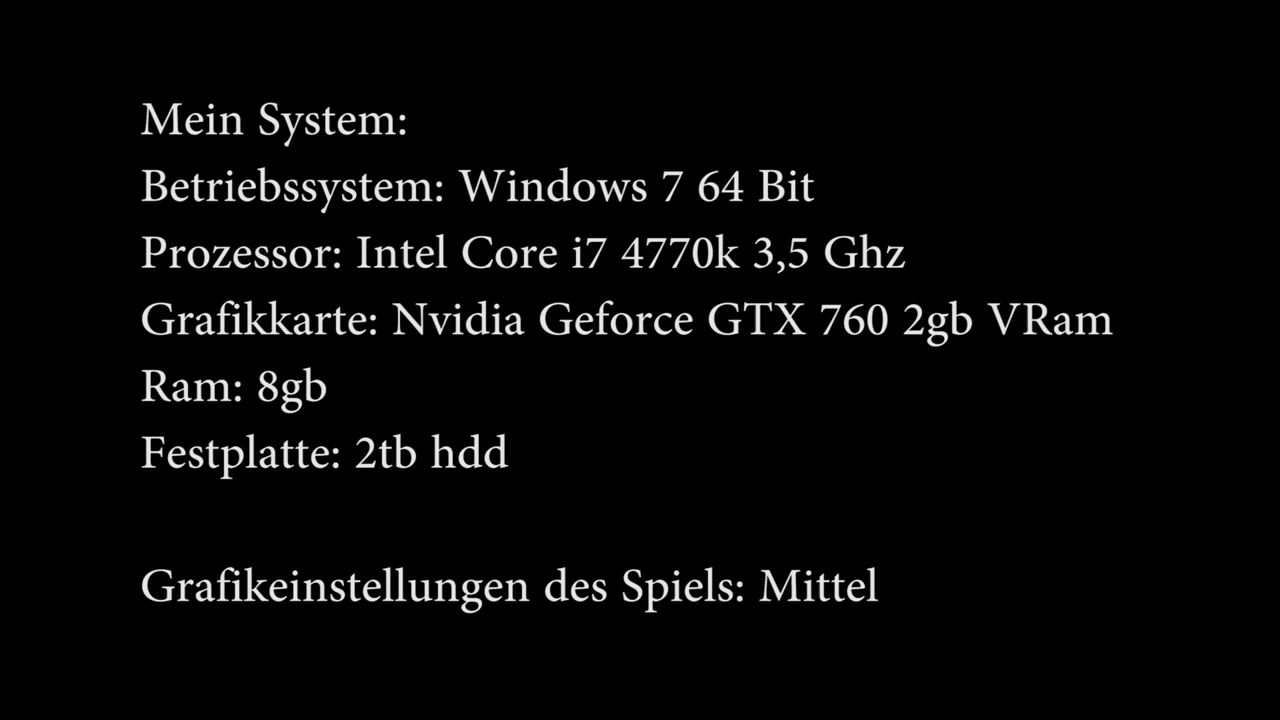 Mein System:
Betriebssystem: Windows 7 64 Bit
Prozessor: Intel Core i7 4770k 3,5 Ghz
Grafikkarte: Nvidia Geforce GTX 760 2gb VRam
Ram: 8gb
Festplatte: 2tb hdd
Grafikeinstellungen des Spiels: Mittel